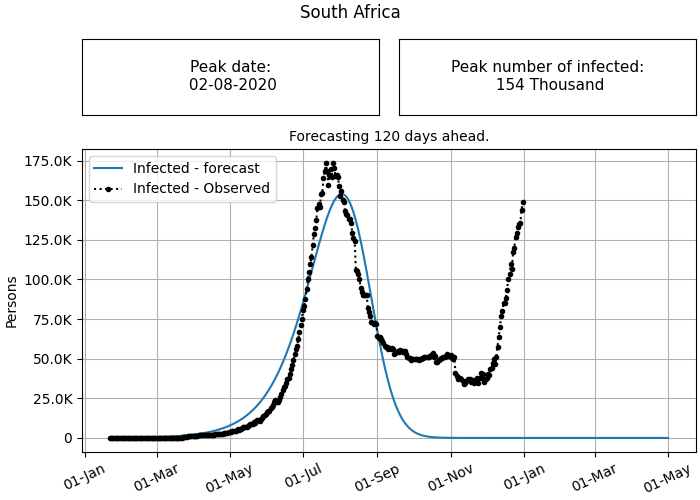 South Africa
Peak date:
02-08-2020
Peak number of infected:
154 Thousand
Forecasting 120 days ahead.
Infected - forecast
Infected - Observed
175.0K
150.0K
125.0K
100.0K
75.0K
50.0K
25.0K
0
Persons
01-Jan
01-Mar
01-May
01-Jul
01-Sep
01-Nov
01-Jan
01-Mar
01-May